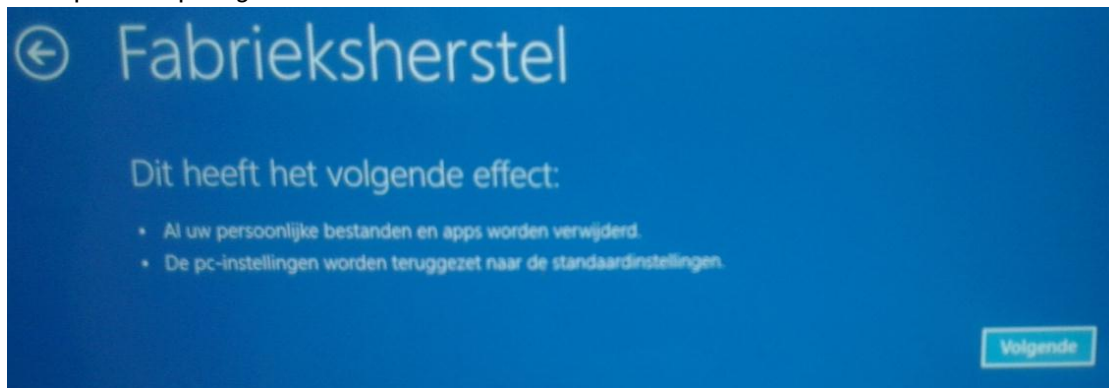 Fabrieksherstel
Dit heeft het volgende effect:
• Al uw persoonlijke bestanden en apps worden verwijderd.
• De pc-instellingen worden teruggezet naar de standaardinstellingen.
Volgende